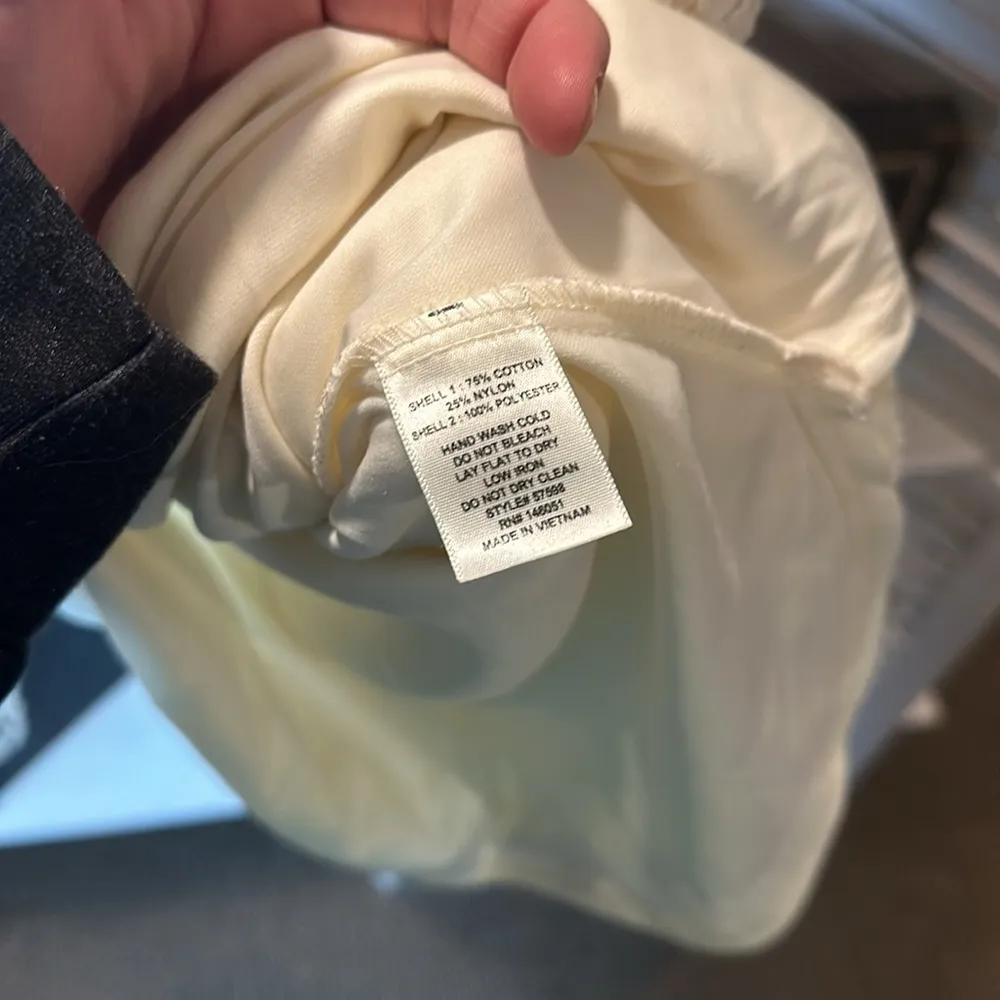 SHELL 1 : 75% COTTON
25% NYLON
SHELL 2 : 100% POLYESTER
HAND WASH COLD
DO NOT BLEACH
LAY FLAT TO DRY
LOW IRON
DO NOT DRY CLEAN
STYLE# 57598
RN# 146051
MADE IN VIETNAM